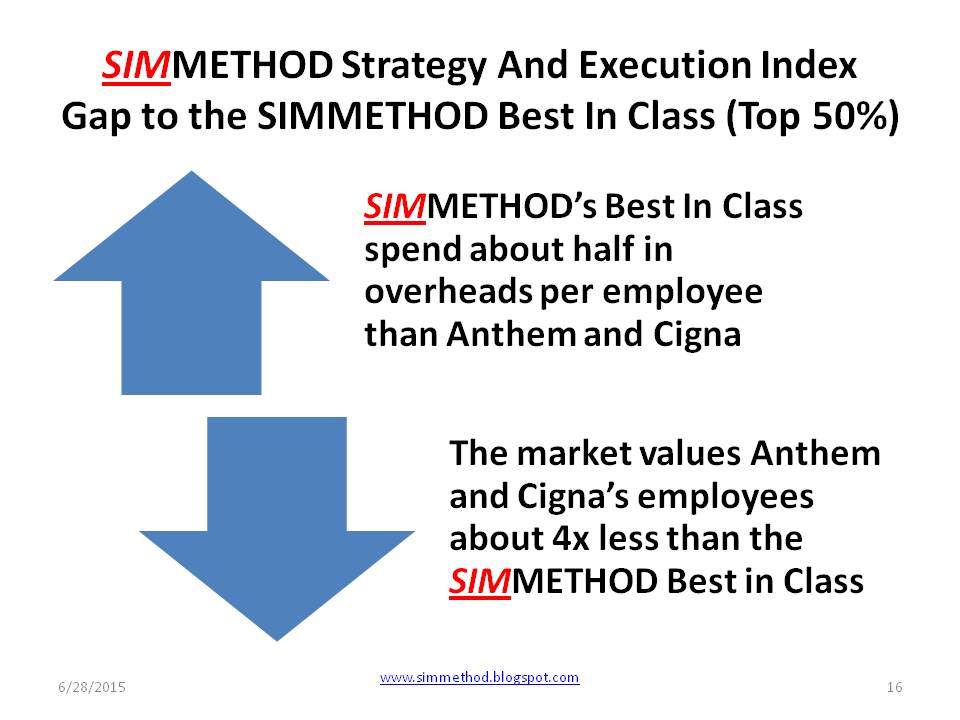 SIMMETHOD Strategy And Execution Index
Gap to the SIMMETHOD Best In Class (Top 50%)
SIMMETHOD’s Best In Class
spend about half in
overheads per employee
than Anthem and Cigna
The market values Anthem
and Cigna’s employees
about 4x less than the
SIMMETHOD Best in Class
6/28/2015
www.simmethod.blogspot.com
16